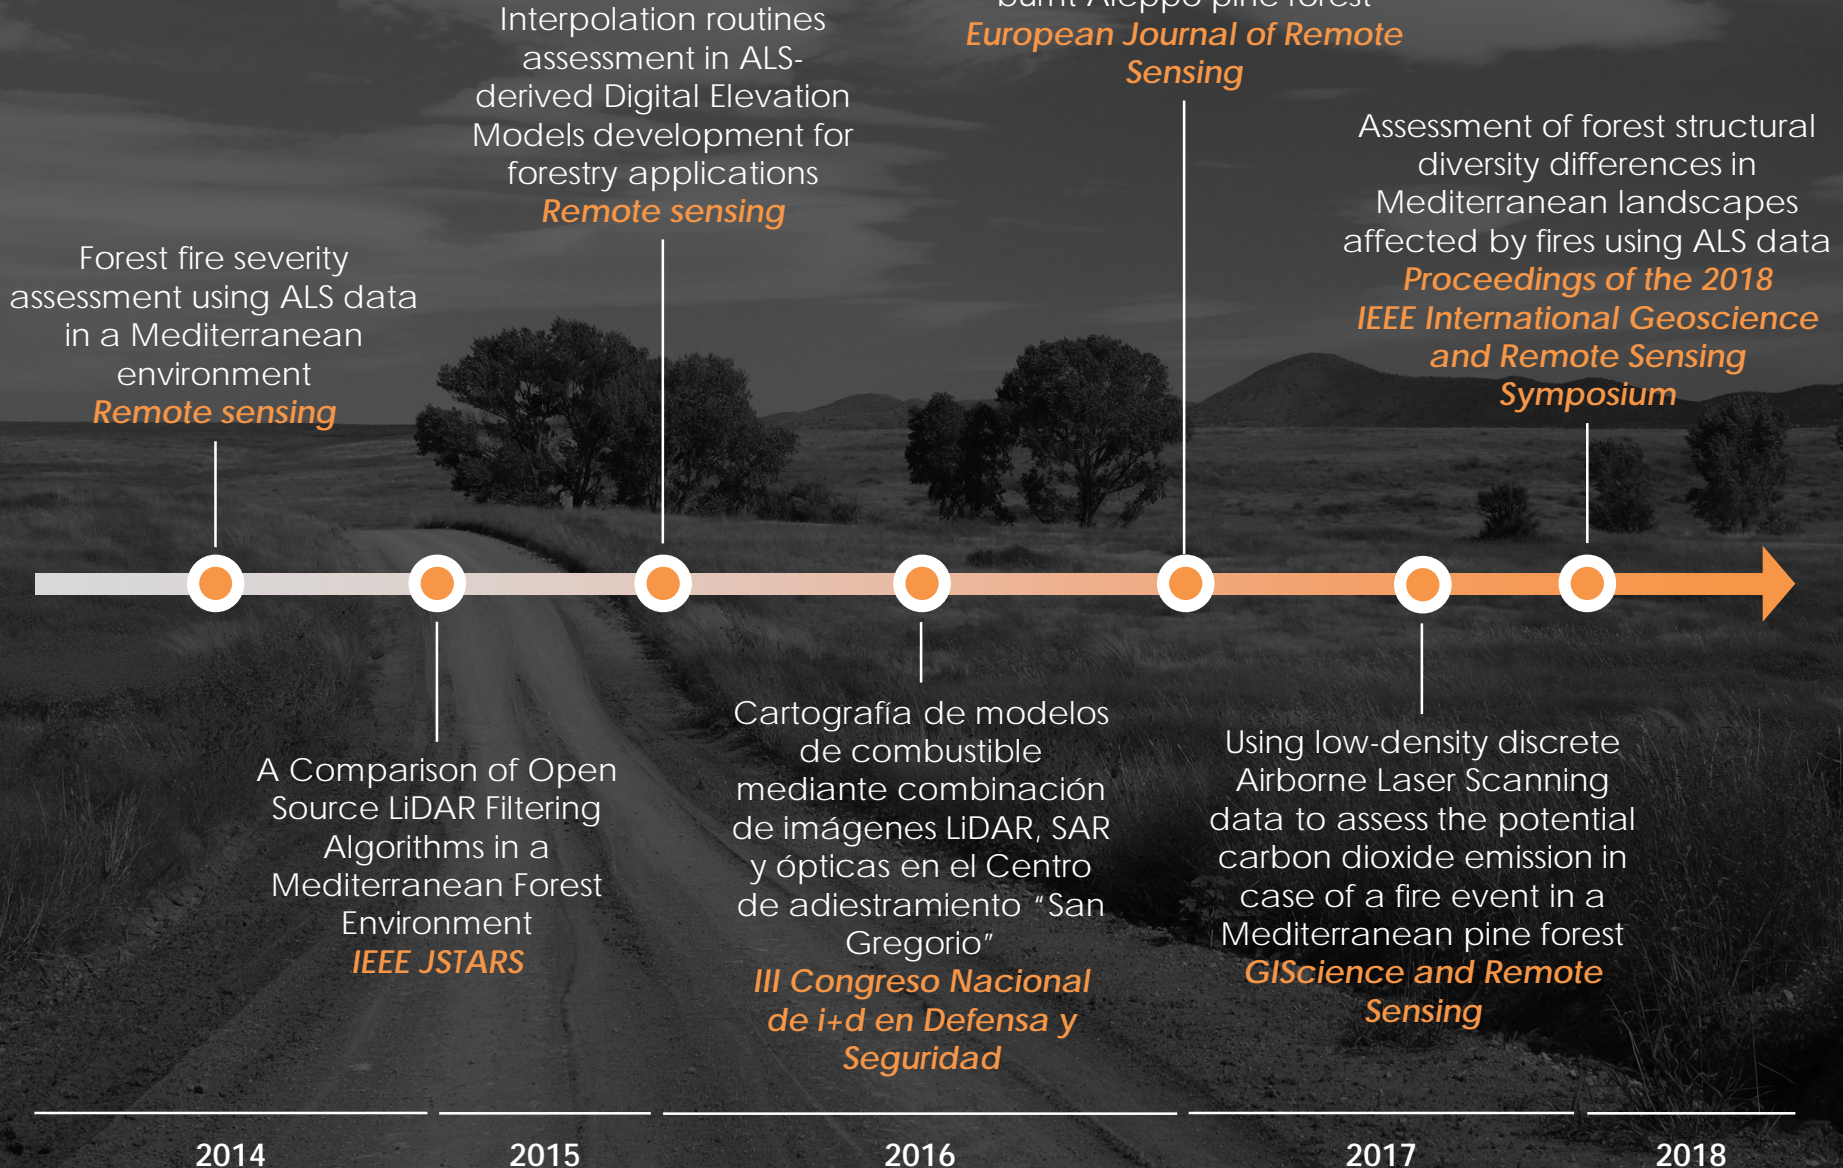 Interpolation routines
assessment in ALS-
derived Digital Elevation
Models development for
forestry applications
Remote sensing
burnt Aleppo pine forest
European Journal of Remote
Sensing
Assessment of forest structural
diversity differences in
Mediterranean landscapes
affected by fires using ALS data
Proceedings of the 2018
IEEE International Geoscience
and Remote Sensing
Symposium
Forest fire severity
assessment using ALS data
in a Mediterranean
environment
Remote sensing
A Comparison of Open
Source LiDAR Filtering
Algorithms in a
Mediterranean Forest
Environment
IEEE JSTARS
Cartografía de modelos
de combustible
mediante combinación
de imágenes LiDAR, SAR
y ópticas en el Centro
de adiestramiento “San
Gregorio”
III Congreso Nacional
de i+d en Defensa y
Seguridad
Using low-density discrete
Airborne Laser Scanning
data to assess the potential
carbon dioxide emission in
case of a fire event in a
Mediterranean pine forest
GIScience and Remote
Sensing
2014
2015
2016
2017
2018